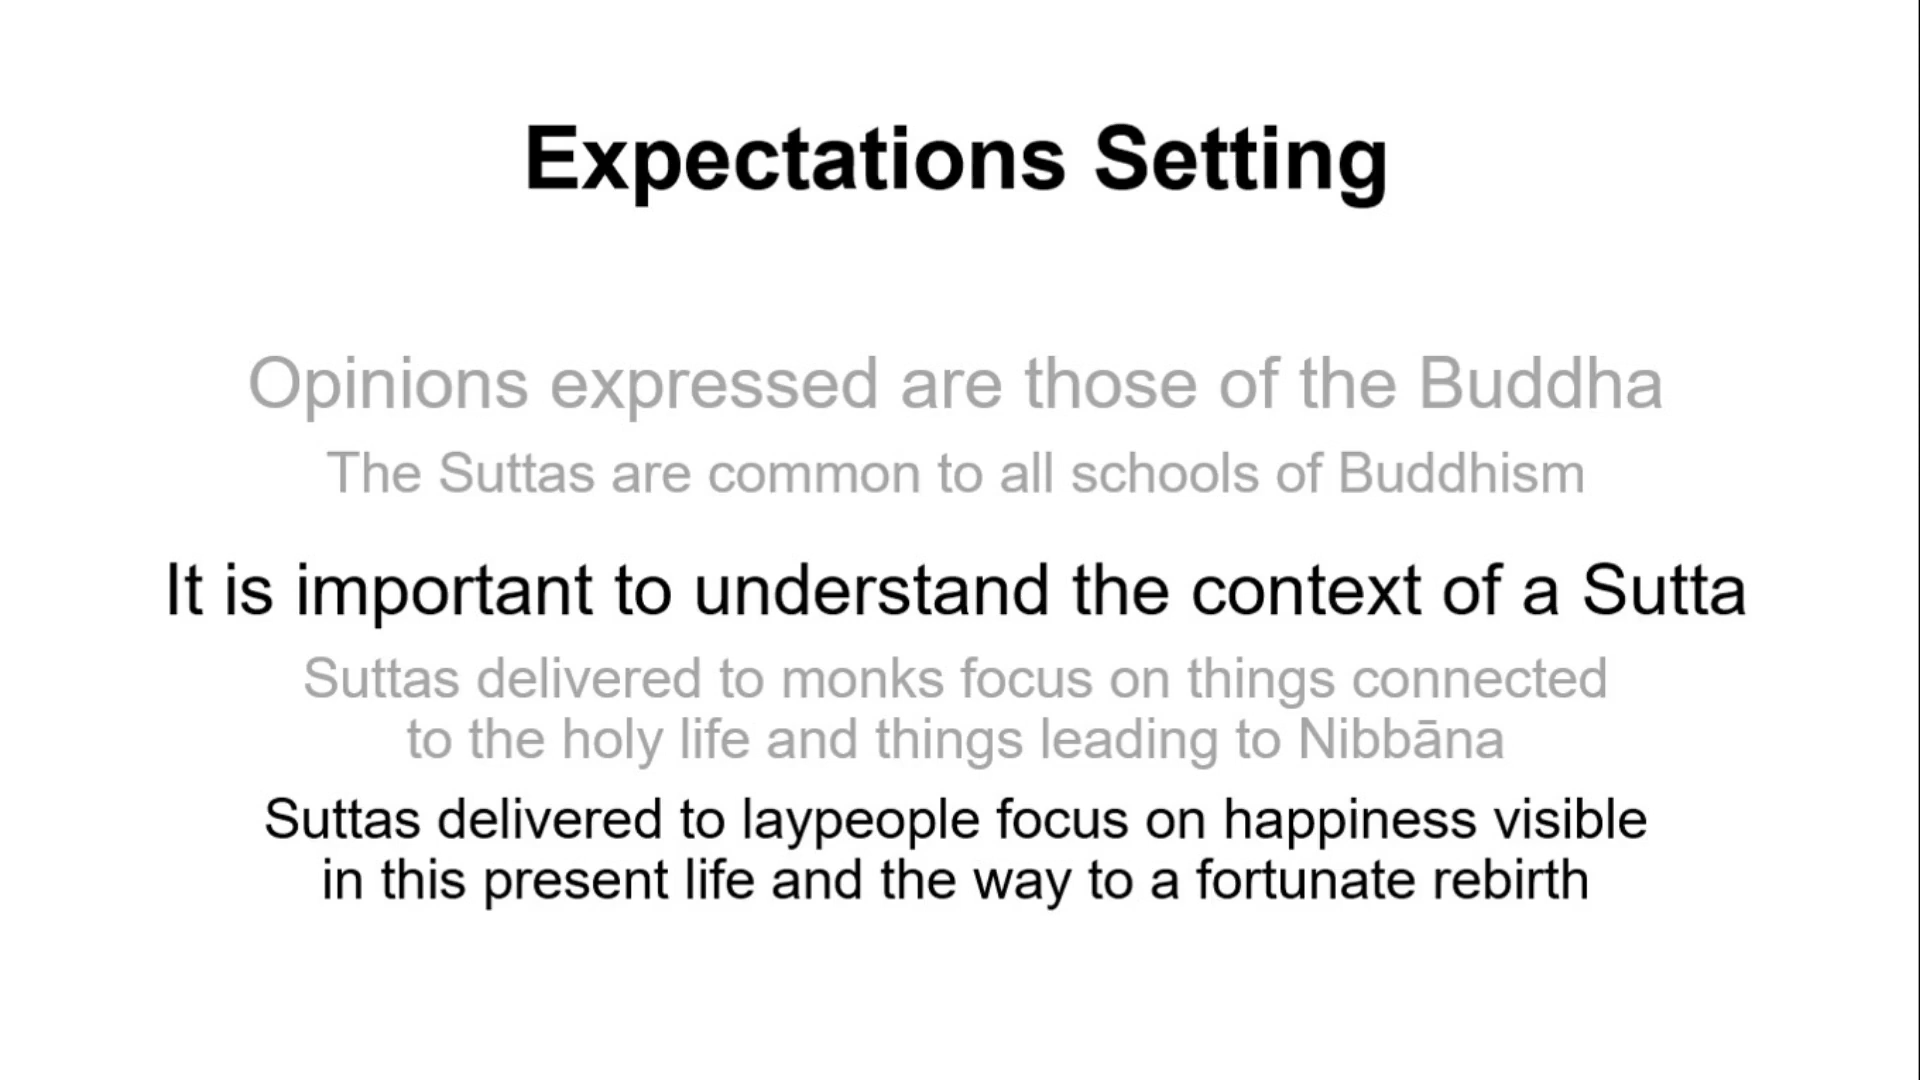 Expectations Setting
Opinions expressed are those of the Buddha
The Suttas are common to all schools of Buddhism
It is important to understand the context of a Sutta
Suttas delivered to monks focus on things connected
to the holy life and things leading to Nibbāna
Suttas delivered to laypeople focus on happiness visible
in this present life and the way to a fortunate rebirth